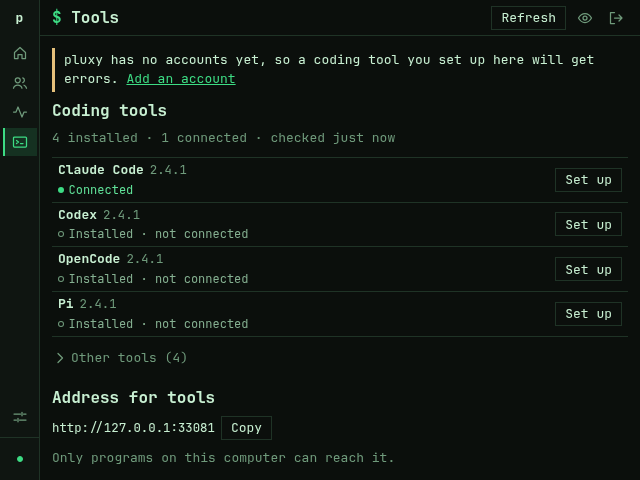 p
$ Tools
Refresh
pluxy has no accounts yet, so a coding tool you set up here will get
errors. Add an account
Coding tools
4 installed · 1 connected · checked just now
Claude Code 2.4.1
Connected
Set up
Codex 2.4.1
Installed · not connected
Set up
OpenCode 2.4.1
Installed · not connected
Set up
Pi 2.4.1
Installed · not connected
Set up
Other tools (4)
Address for tools
http://127.0.0.1:33081 Copy
Only programs on this computer can reach it.